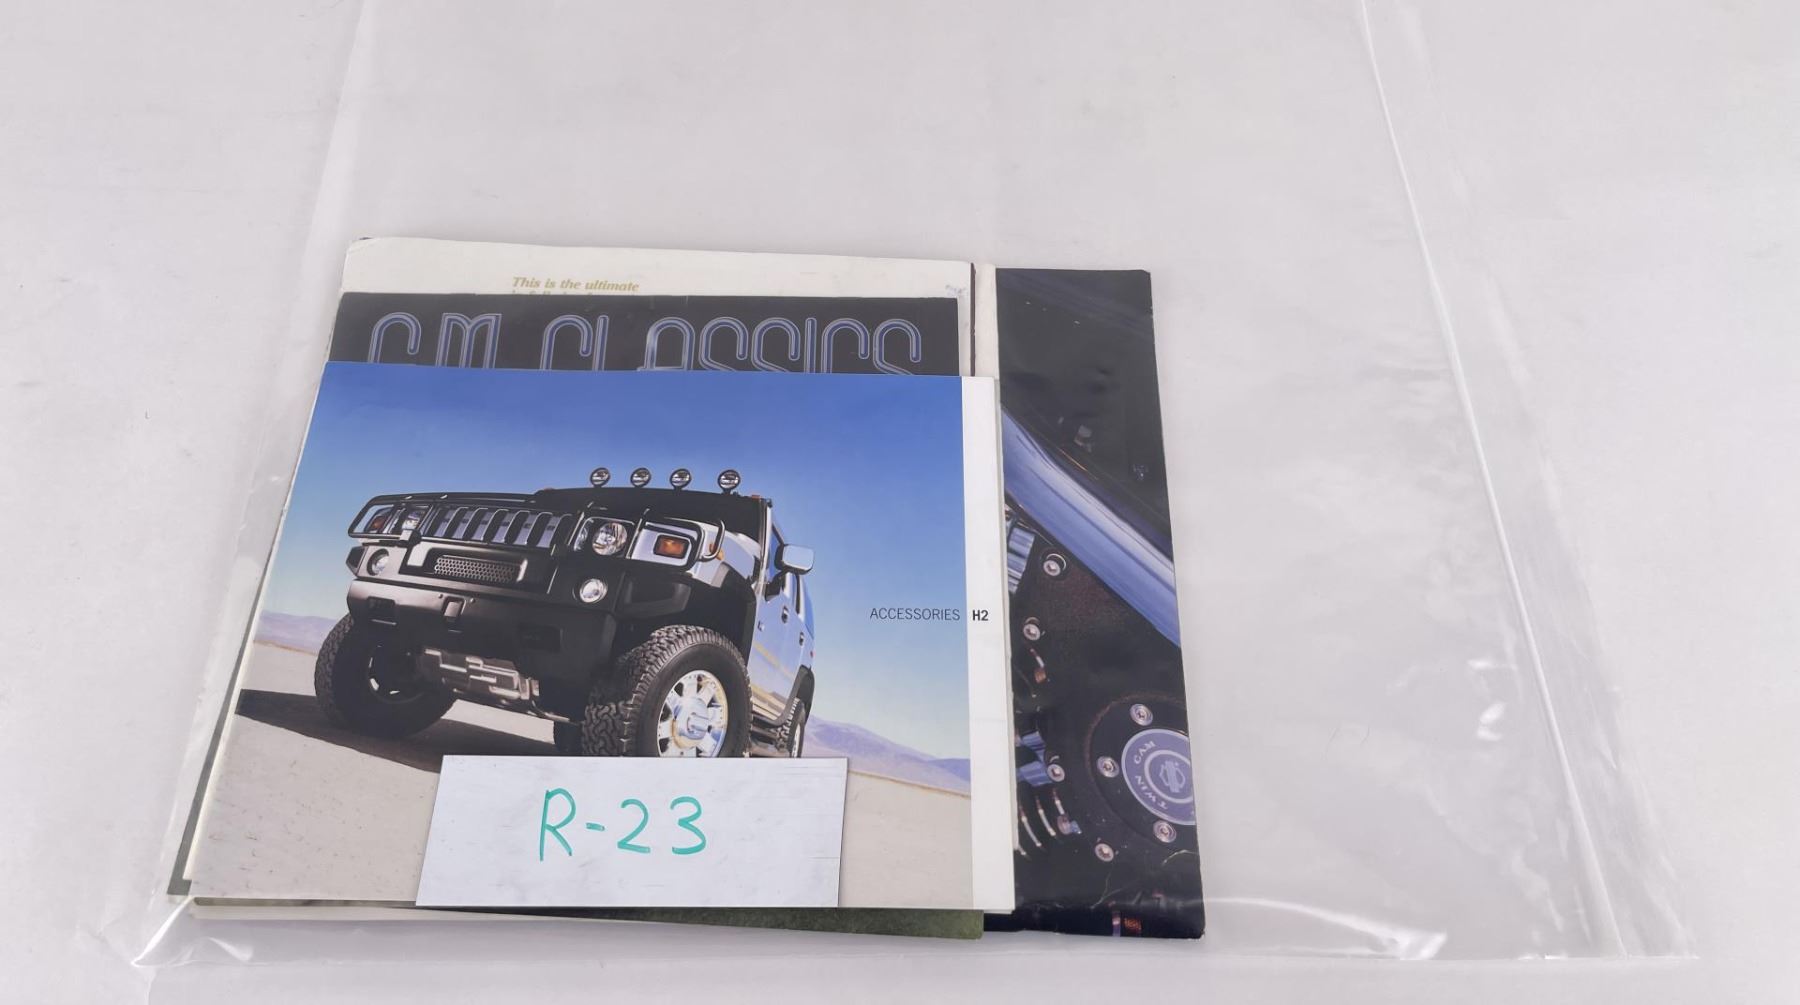 This is the ultimate
GM CLASSICS
ACCESSORIES H2
TWIN CAM
R-23